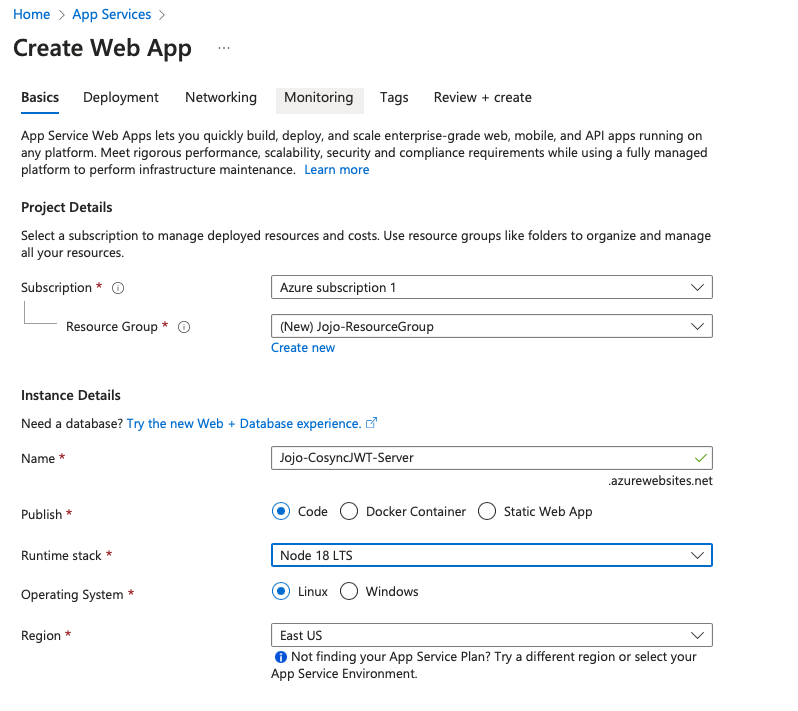 Home > App Services >
Create Web App ...
Basics Deployment Networking Monitoring Tags Review + create
App Service Web Apps lets you quickly build, deploy, and scale enterprise-grade web, mobile, and API apps running on
any platform. Meet rigorous performance, scalability, security and compliance requirements while using a fully managed
platform to perform infrastructure maintenance. Learn more
Project Details
Select a subscription to manage deployed resources and costs. Use resource groups like folders to organize and manage
all your resources.
Subscription * Azure subscription 1
Resource Group * (New) Jojo-ResourceGroup
Create new
Instance Details
Need a database? Try the new Web + Database experience.
Name * Jojo-CosyncJWT-Server
.azurewebsites.net
Publish * Code Docker Container Static Web App
Runtime stack * Node 18 LTS
Operating System * Linux Windows
Region * East US
Not finding your App Service Plan? Try a different region or select your
App Service Environment.